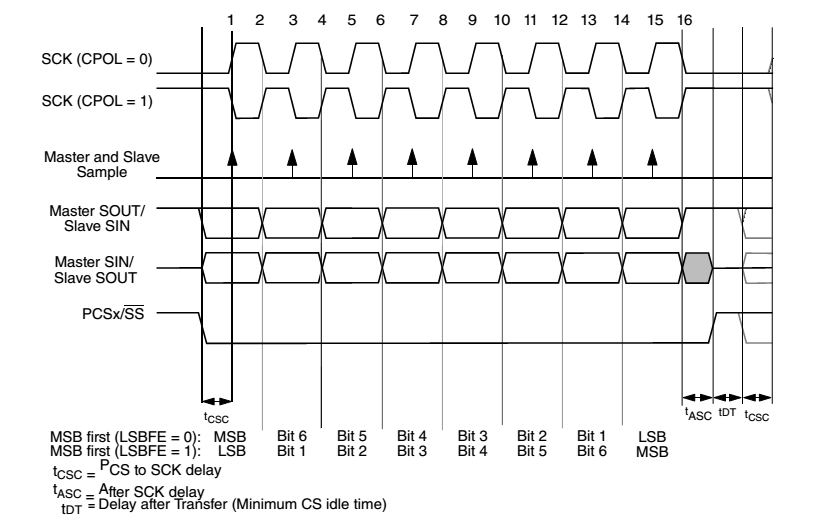 1 2 3 4 5 6 7 8 9 10 11 12 13 14 15 16
SCK (CPOL = 0)
SCK (CPOL = 1)
Master and Slave
Sample
Master SOUT/
Slave SIN
Master SIN/
Slave SOUT
PCSx/SS
tCSC tASC tDT tCSC
MSB first (LSBFE = 0): MSB Bit 6 Bit 5 Bit 4 Bit 3 Bit 2 Bit 1 LSB
MSB first (LSBFE = 1): LSB Bit 1 Bit 2 Bit 3 Bit 4 Bit 5 Bit 6 MSB
tCSC = PCS to SCK delay
tASC = After SCK delay
tDT = Delay after Transfer (Minimum CS idle time)